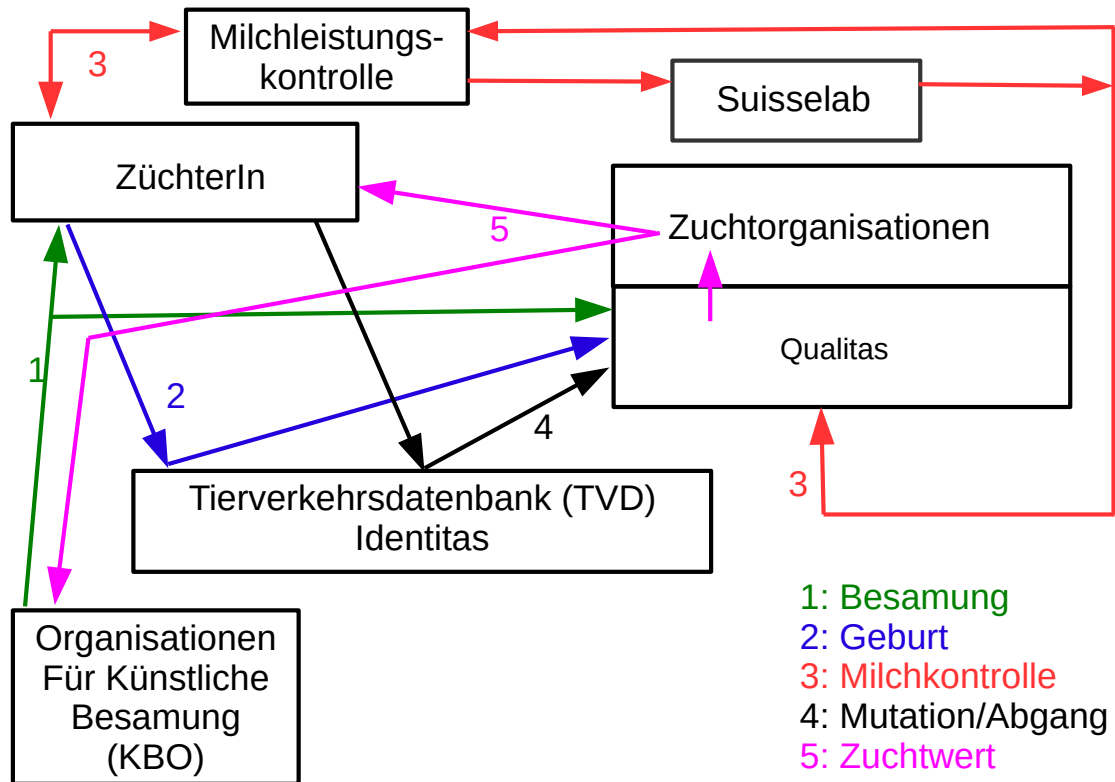 Milchleistungs-
kontrolle
3
Suisselab
ZüchterIn
5
Zuchtorganisationen
1
2
Qualitas
4
3
Tierverkehrsdatenbank (TVD)
Identitas
Organisationen
Für Künstliche
Besamung
(KBO)
1: Besamung
2: Geburt
3: Milchkontrolle
4: Mutation/Abgang
5: Zuchtwert